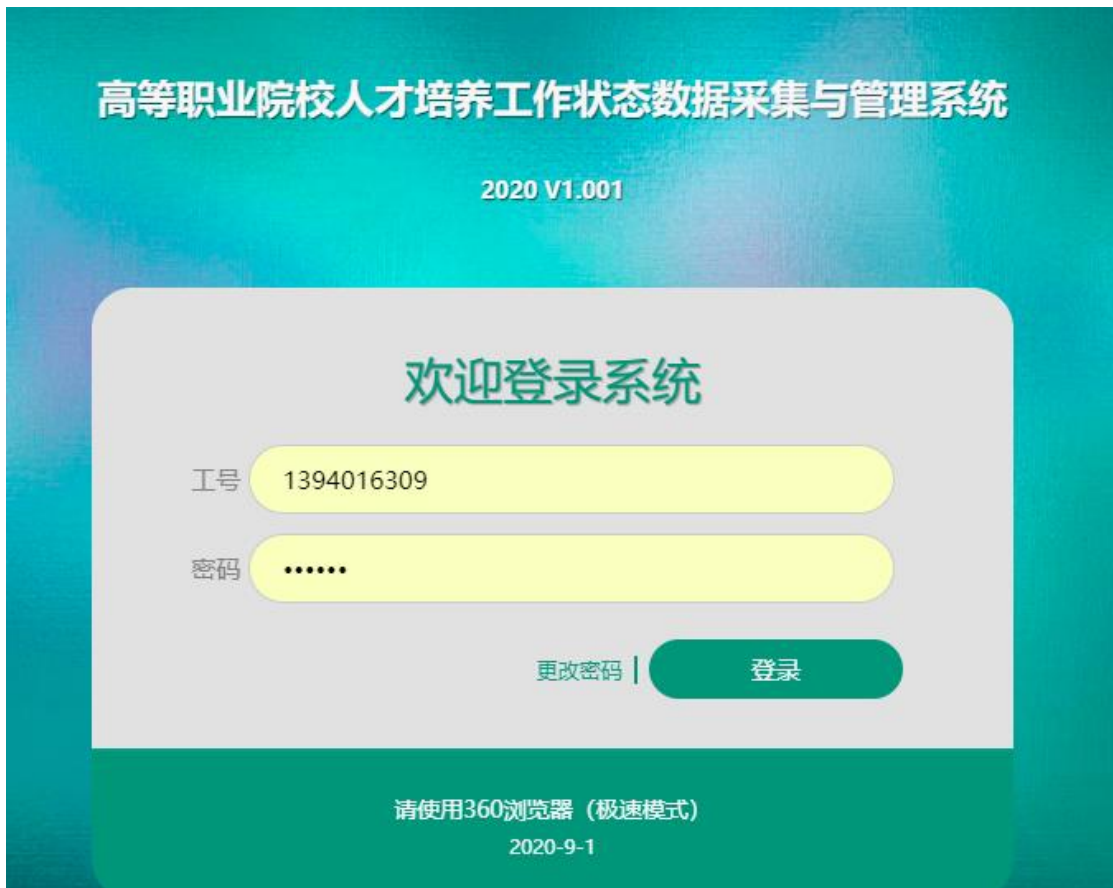 高等职业院校人才培养工作状态数据采集与管理系统
2020 V1.001
欢迎登录系统
工号 1394016309
密码 ••••••
更改密码 | 登录
请使用360浏览器（极速模式）
2020-9-1